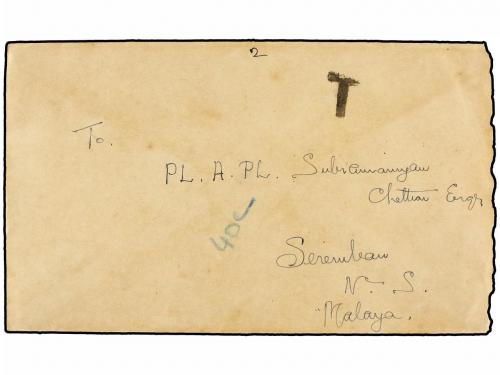 2
T
To.
PL. A. PL. Subramanyan
Chettiar Esqr
40c
Seremban
N. S.
Malaya.